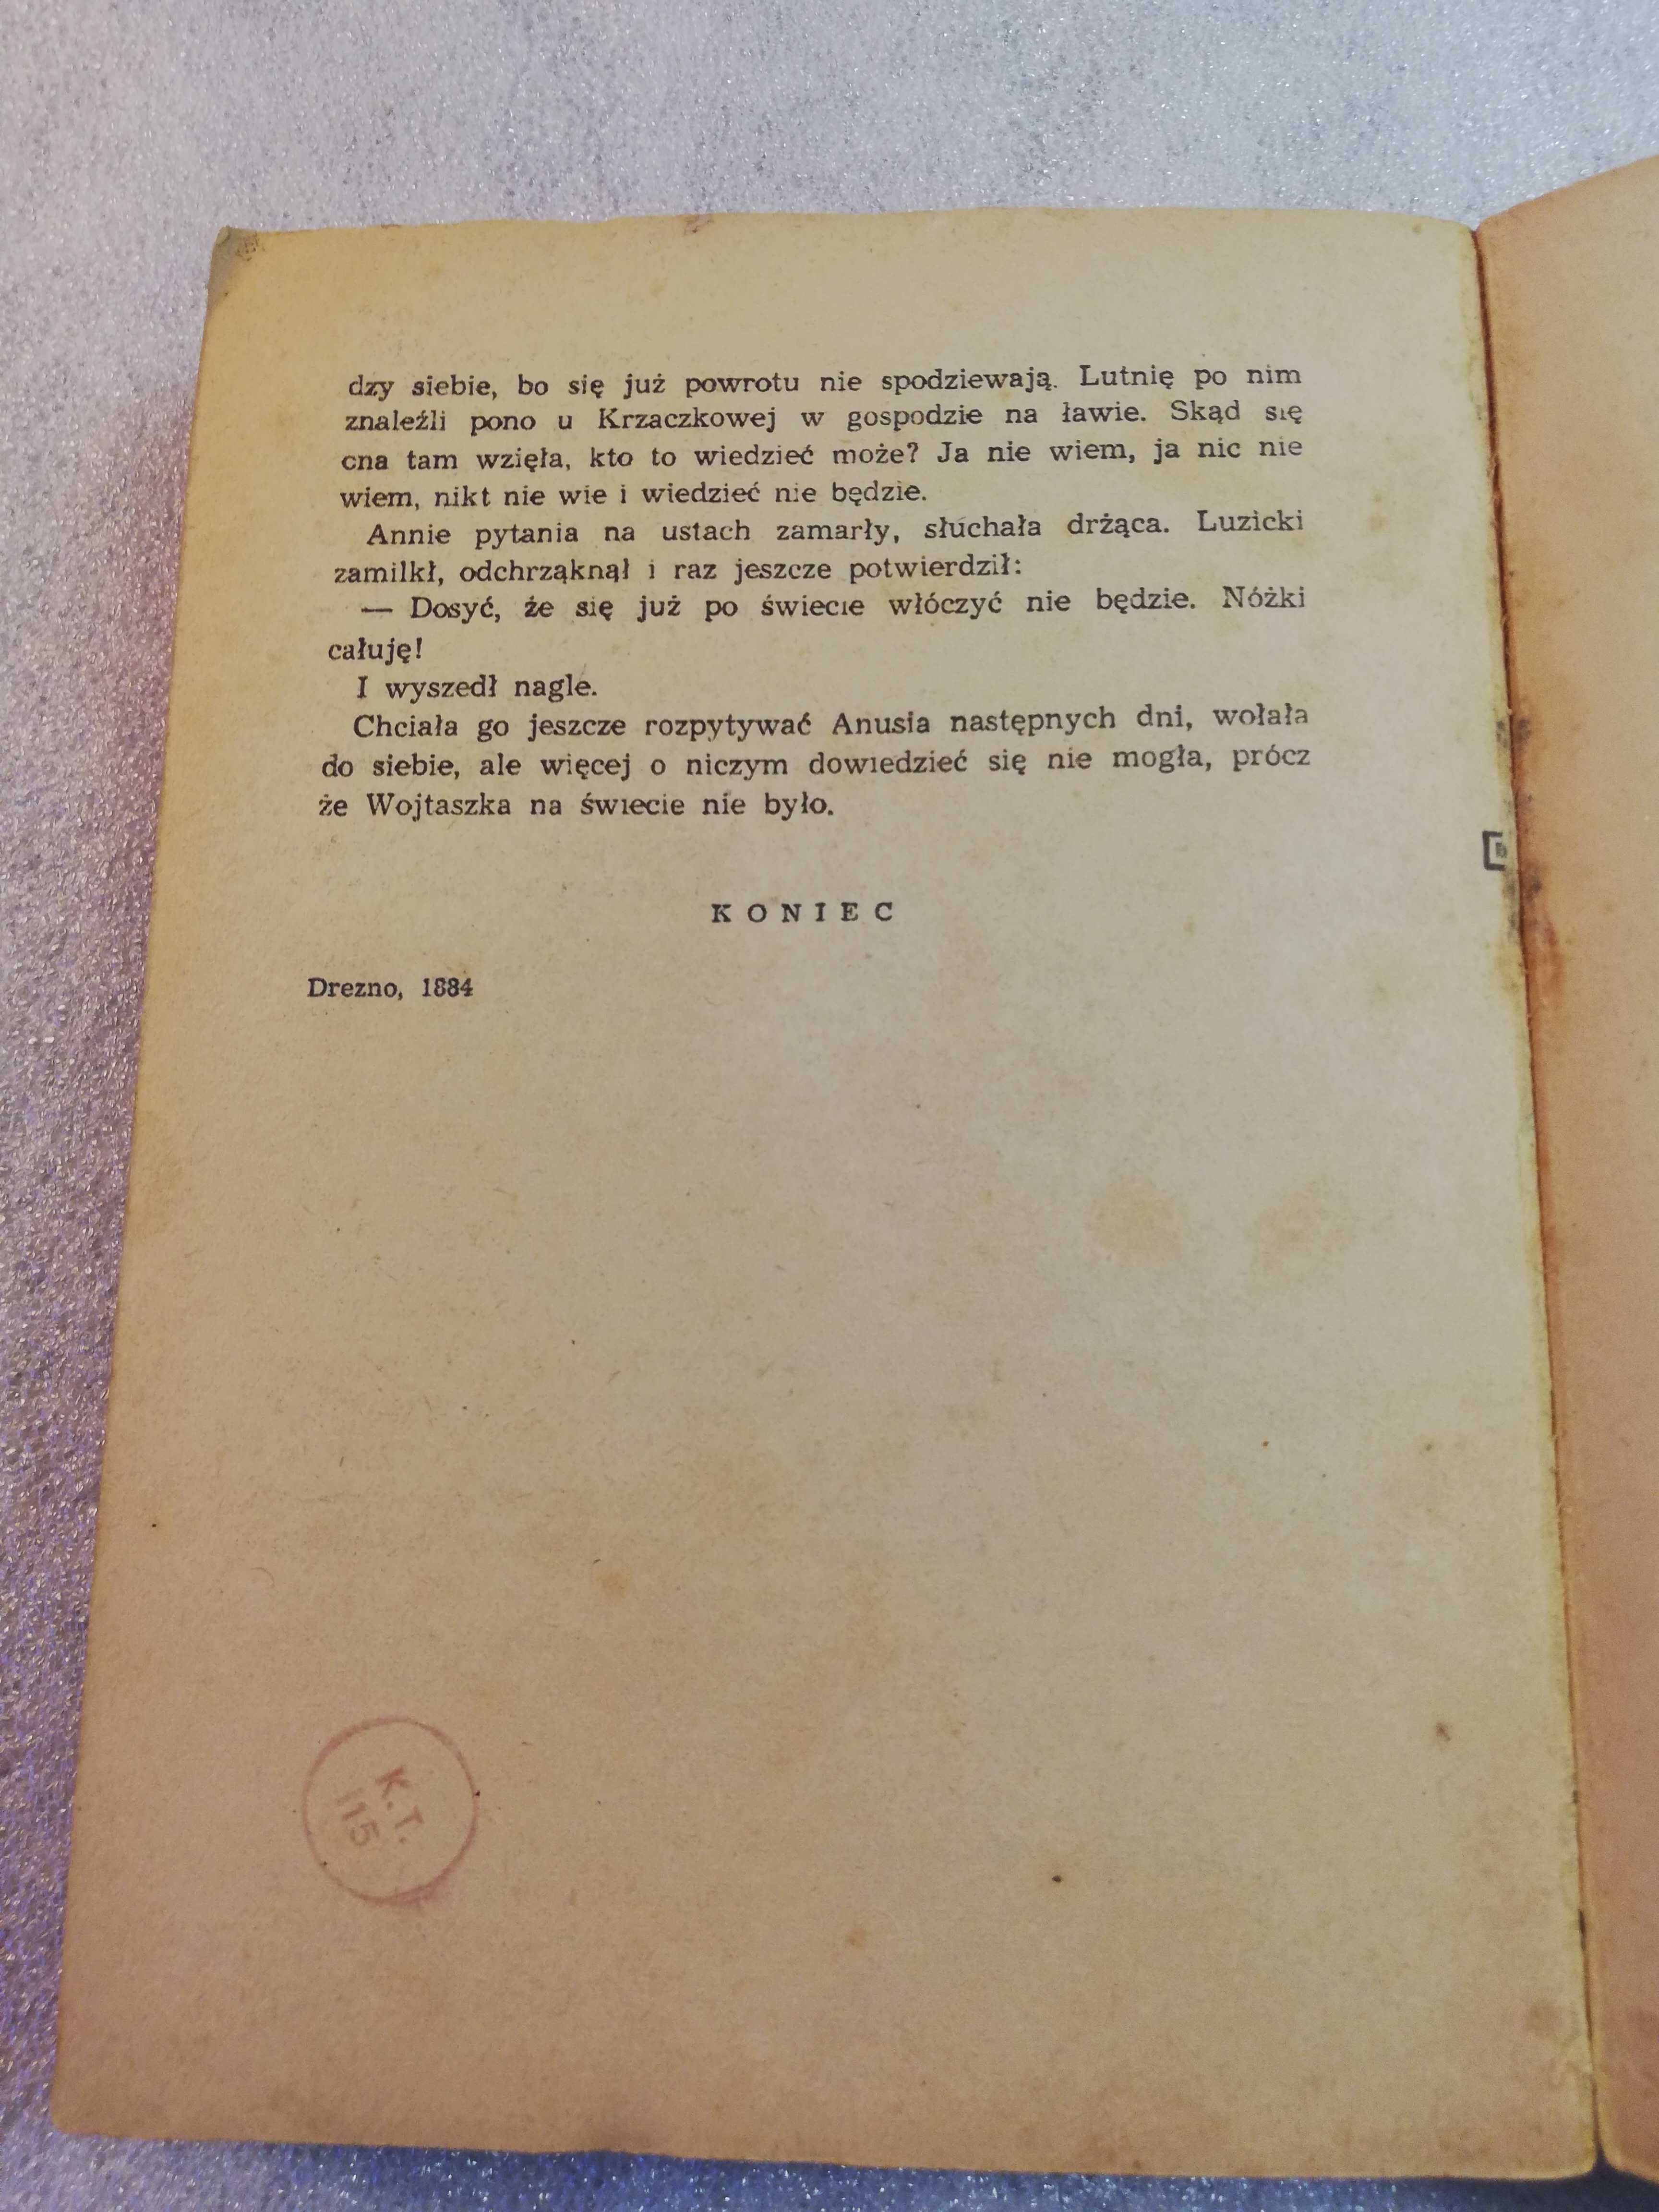 dzy siebie, bo się już powrotu nie spodziewają. Lutnię po nim
znaleźli pono u Krzaczkowej w gospodzie na ławie. Skąd się
cna tam wzięła, kto to wiedzieć może? Ja nie wiem, ja nic nie
wiem, nikt nie wie i wiedzieć nie będzie.
Annie pytania na ustach zamarły, słuchała drżąca. Luzicki
zamilkł, odchrząknął i raz jeszcze potwierdził:
— Dosyć, że się już po świecie włóczyć nie będzie. Nóżki
całuję!
I wyszedł nagle.
Chciała go jeszcze rozpytywać Anusia następnych dni, wołała
do siebie, ale więcej o niczym dowiedzieć się nie mogła, prócz
że Wojtaszka na świecie nie było.
KONIEC
Drezno, 1884
K.T.
115